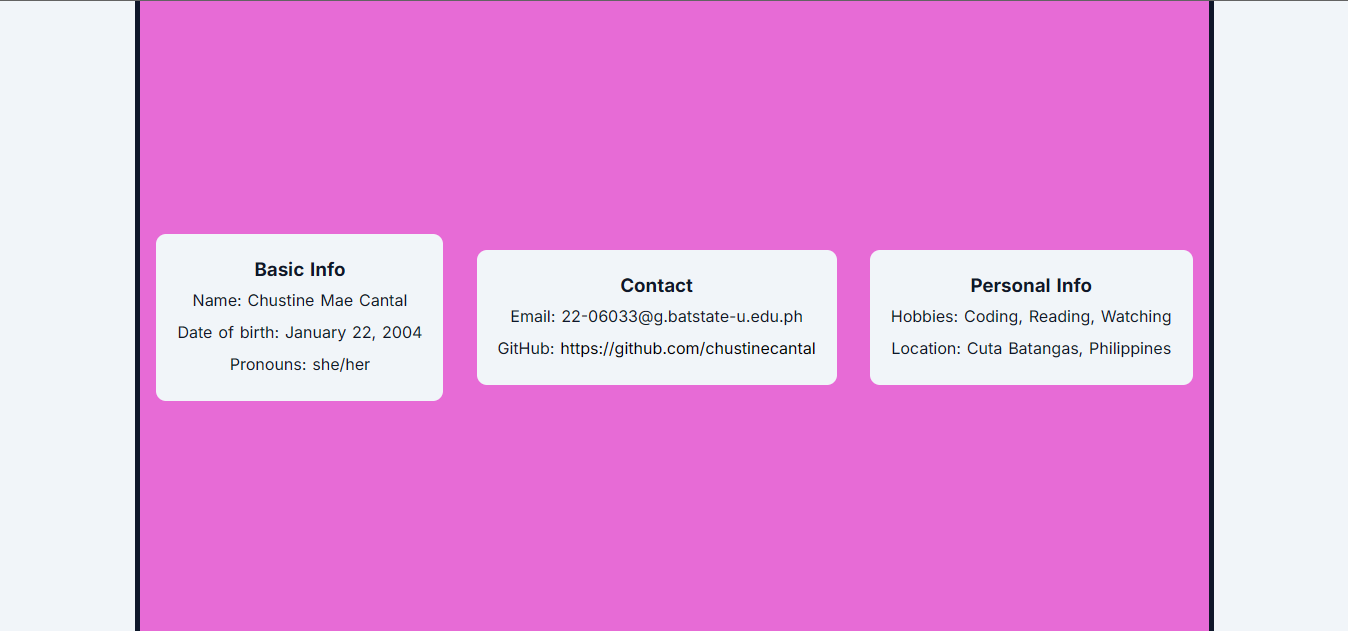 Basic Info
Name: Chustine Mae Cantal
Date of birth: January 22, 2004
Pronouns: she/her
Contact
Email: 22-06033@g.batstate-u.edu.ph
GitHub: https://github.com/chustinecantal
Personal Info
Hobbies: Coding, Reading, Watching
Location: Cuta Batangas, Philippines